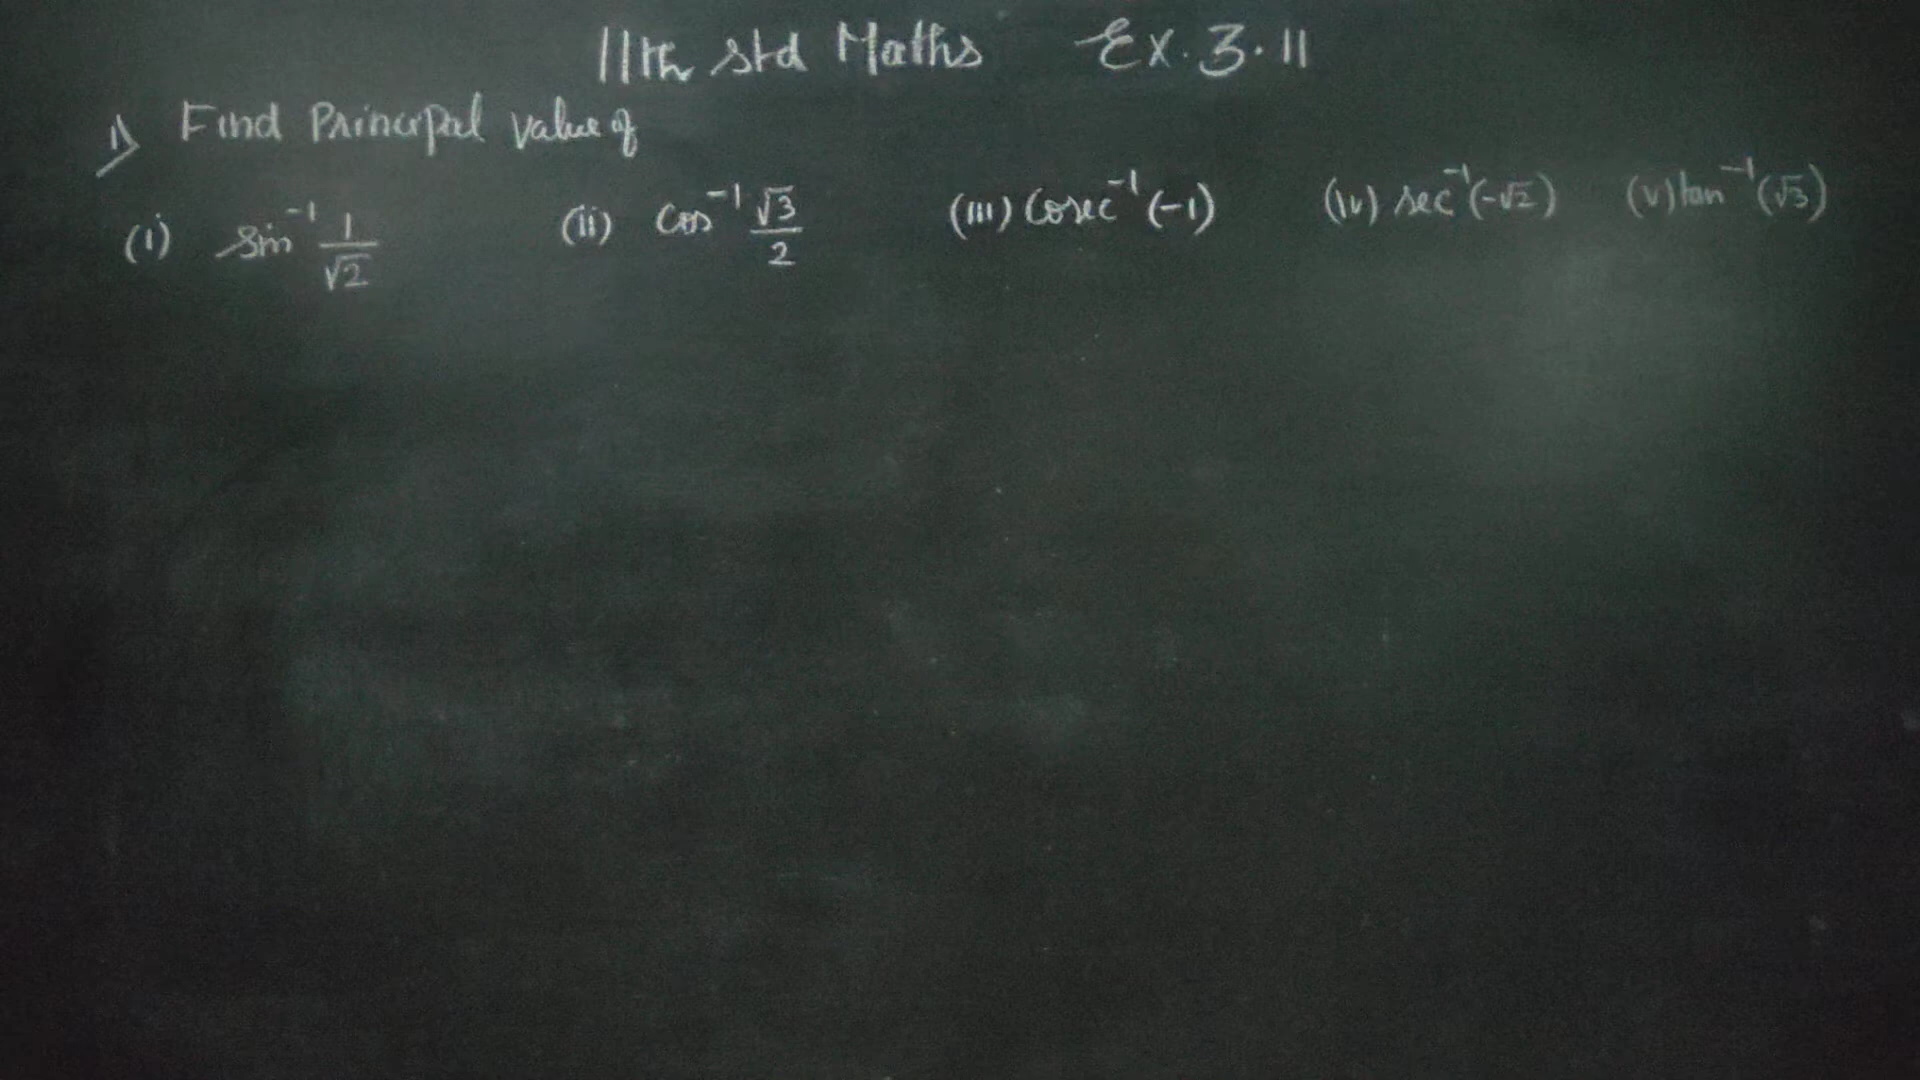 11th std Maths Ex. 3.11
1) Find Principal value of
(i) sin⁻¹ 1/√2 (ii) cos⁻¹ √3/2 (iii) Cosec⁻¹ (-1) (iv) sec⁻¹ (-√2) (v) tan⁻¹ (√3)